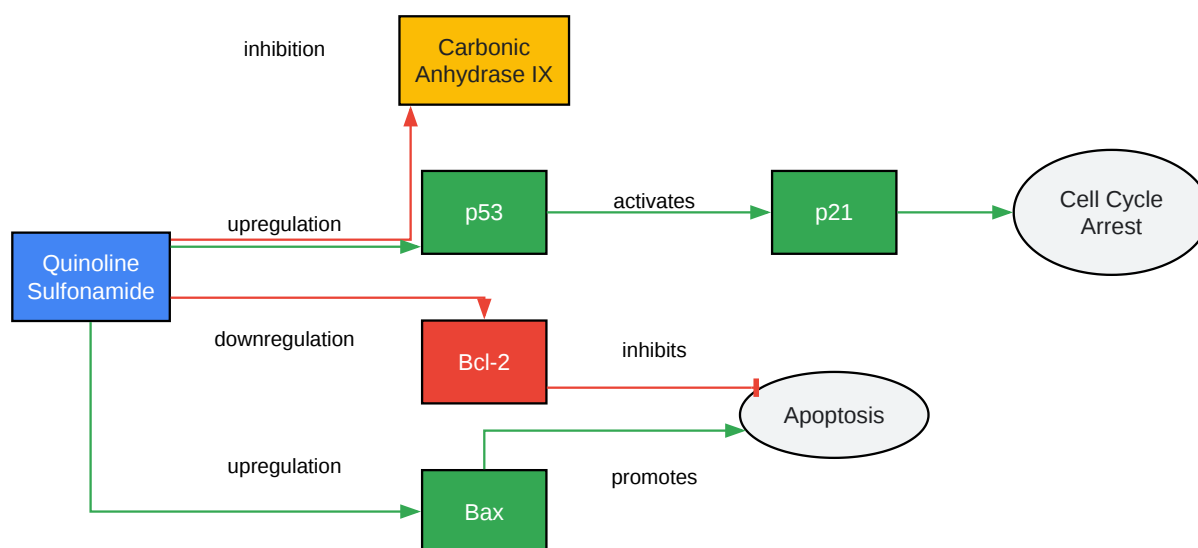 inhibition
Carbonic
Anhydrase IX
upregulation
p53
activates
p21
Cell Cycle
Arrest
Quinoline
Sulfonamide
downregulation
Bcl-2
inhibits
Apoptosis
upregulation
promotes
Bax